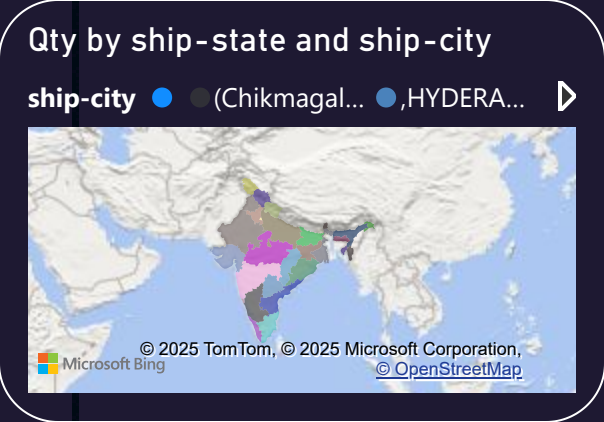 Qty by ship-state and ship-city
ship-city (Chikmagal... ,HYDERA...
© 2025 TomTom, © 2025 Microsoft Corporation,
Microsoft Bing © OpenStreetMap